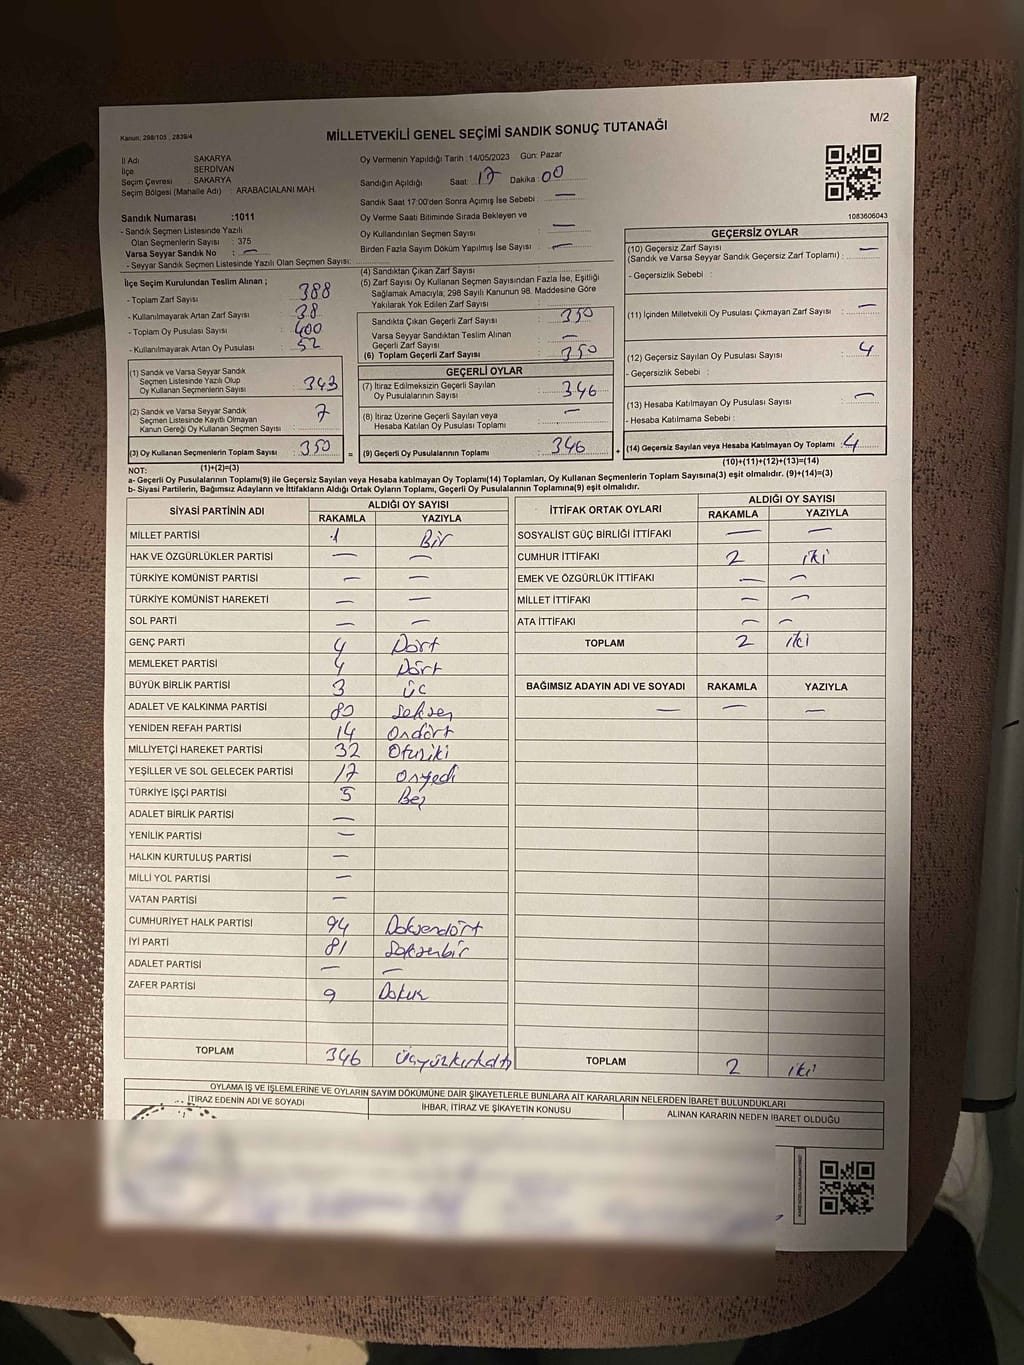 Kanun; 298/105 , 2839/4
MİLLETVEKİLİ GENEL SEÇİMİ SANDIK SONUÇ TUTANAĞI
M/2
İl Adı : SAKARYA
İlçe : SERDİVAN
Seçim Çevresi : SAKARYA
Seçim Bölgesi (Mahalle Adı) : ARABACIALANI MAH.
Sandık Numarası :1011
- Sandık Seçmen Listesinde Yazılı
Olan Seçmenlerin Sayısı : 375
Varsa Seyyar Sandık No : —
- Seyyar Sandık Seçmen Listesinde Yazılı Olan Seçmen Sayısı:
Oy Vermenin Yapıldığı Tarih :14/05/2023 Gün: Pazar
Sandığın Açıldığı Saat: 17 Dakika: 00
Sandık Saat 17:00'den Sonra Açımış İse Sebebi : —
Oy Verme Saati Bitiminde Sırada Bekleyen ve
Oy Kullandırılan Seçmen Sayısı : —
Birden Fazla Sayım Döküm Yapılmış İse Sayısı : —
1083606043
İlçe Seçim Kurulundan Teslim Alınan ;
- Toplam Zarf Sayısı : 388
- Kullanılmayarak Artan Zarf Sayısı : 38
- Toplam Oy Pusulası Sayısı : 400
- Kullanılmayarak Artan Oy Pusulası : 52
(4) Sandıktan Çıkan Zarf Sayısı :
(5) Zarf Sayısı Oy Kullanan Seçmen Sayısından Fazla İse, Eşitliği
Sağlamak Amacıyla; 298 Sayılı Kanunun 98. Maddesine Göre
Yakılarak Yok Edilen Zarf Sayısı :
Sandıkta Çıkan Geçerli Zarf Sayısı : 350
Varsa Seyyar Sandıktan Teslim Alınan
Geçerli Zarf Sayısı : —
(6) Toplam Geçerli Zarf Sayısı : 350
GEÇERSİZ OYLAR
(10) Geçersiz Zarf Sayısı
(Sandık ve Varsa Seyyar Sandık Geçersiz Zarf Toplamı) : —
- Geçersizlik Sebebi :
(11) İçinden Milletvekili Oy Pusulası Çıkmayan Zarf Sayısı : —
(12) Geçersiz Sayılan Oy Pusulası Sayısı : 4
- Geçersizlik Sebebi :
(13) Hesaba Katılmayan Oy Pusulası Sayısı : —
- Hesaba Katılmama Sebebi :
(14) Geçersiz Sayılan veya Hesaba Katılmayan Oy Toplamı : 4
(10)+(11)+(12)+(13)=(14)
(1) Sandık ve Varsa Seyyar Sandık
Seçmen Listesinde Yazılı Olup
Oy Kullanan Seçmenlerin Sayısı : 343
(2) Sandık ve Varsa Seyyar Sandık
Seçmen Listesinde Kayıtlı Olmayan
Kanun Gereği Oy Kullanan Seçmen Sayısı : 7
(3) Oy Kullanan Seçmenlerin Toplam Sayısı : 350
(1)+(2)=(3)
GEÇERLİ OYLAR
(7) İtiraz Edilmeksizin Geçerli Sayılan
Oy Pusulalarının Sayısı : 346
(8) İtiraz Üzerine Geçerli Sayılan veya
Hesaba Katılan Oy Pusulası Toplamı : —
= (9) Geçerli Oy Pusulalarının Toplamı : 346 +
NOT:
a- Geçerli Oy Pusulalarının Toplamı(9) ile Geçersiz Sayılan veya Hesaba katılmayan Oy Toplamı(14) Toplamları, Oy Kullanan Seçmenlerin Toplam Sayısına(3) eşit olmalıdır. (9)+(14)=(3)
b- Siyasi Partilerin, Bağımsız Adayların ve İttifakların Aldığı Ortak Oyların Toplamı, Geçerli Oy Pusulalarının Toplamına(9) eşit olmalıdır.
SİYASİ PARTİNİN ADI ALDIĞI OY SAYISI
RAKAMLA YAZIYLA
MİLLET PARTİSİ 1 Bir
HAK VE ÖZGÜRLÜKLER PARTİSİ — —
TÜRKİYE KOMÜNİST PARTİSİ — —
TÜRKİYE KOMÜNİST HAREKETİ — —
SOL PARTİ — —
GENÇ PARTİ 4 Dört
MEMLEKET PARTİSİ 4 Dört
BÜYÜK BİRLİK PARTİSİ 3 üç
ADALET VE KALKINMA PARTİSİ 80 seksen
YENİDEN REFAH PARTİSİ 14 Ondört
MİLLİYETÇİ HAREKET PARTİSİ 32 Otuziki
YEŞİLLER VE SOL GELECEK PARTİSİ 17 onyedi
TÜRKİYE İŞÇİ PARTİSİ 5 Beş
ADALET BİRLİK PARTİSİ —
YENİLİK PARTİSİ —
HALKIN KURTULUŞ PARTİSİ —
MİLLİ YOL PARTİSİ —
VATAN PARTİSİ —
CUMHURİYET HALK PARTİSİ 94 Doksandört
İYİ PARTİ 81 seksenbir
ADALET PARTİSİ — —
ZAFER PARTİSİ 9 Dokuz
TOPLAM 346 Üçyüzkırkaltı
İTTİFAK ORTAK OYLARI ALDIĞI OY SAYISI
RAKAMLA YAZIYLA
SOSYALİST GÜÇ BİRLİĞİ İTTİFAKI — —
CUMHUR İTTİFAKI 2 iki
EMEK VE ÖZGÜRLÜK İTTİFAKI — —
MİLLET İTTİFAKI — —
ATA İTTİFAKI — —
TOPLAM 2 iki
BAĞIMSIZ ADAYIN ADI VE SOYADI RAKAMLA YAZIYLA
— — —
TOPLAM 2 iki
OYLAMA İŞ VE İŞLEMLERİNE VE OYLARIN SAYIM DÖKÜMÜNE DAİR ŞİKAYETLERLE BUNLARA AİT KARARLARIN NELERDEN İBARET BULUNDUKLARI
İTİRAZ EDENİN ADI VE SOYADI İHBAR, İTİRAZ VE ŞİKAYETİN KONUSU ALINAN KARARIN NEDEN İBARET OLDUĞU